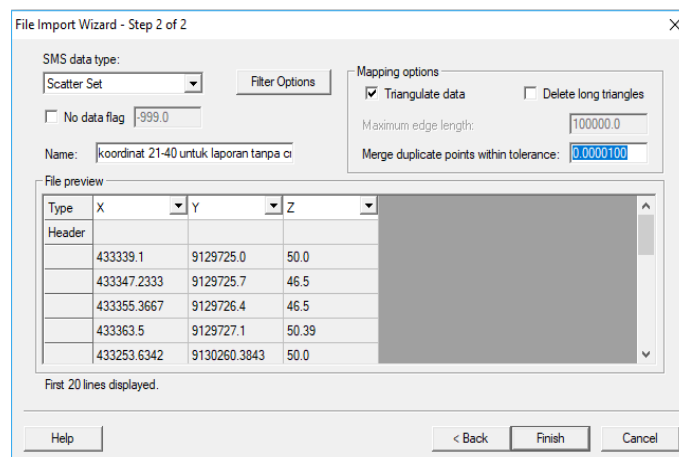 File Import Wizard - Step 2 of 2
SMS data type:
Scatter Set
Filter Options
No data flag -999.0
Name: koordinat 21-40 untuk laporan tanpa
Mapping options
Triangulate data
Delete long triangles
Maximum edge length: 100000.0
Merge duplicate points within tolerance: 0.0000100
File preview
Type X Y Z
Header
433339.1 9129725.0 50.0
433347.2333 9129725.7 46.5
433355.3667 9129726.4 46.5
433363.5 9129727.1 50.39
433253.6342 9130260.3843 50.0
First 20 lines displayed.
Help
< Back
Finish
Cancel